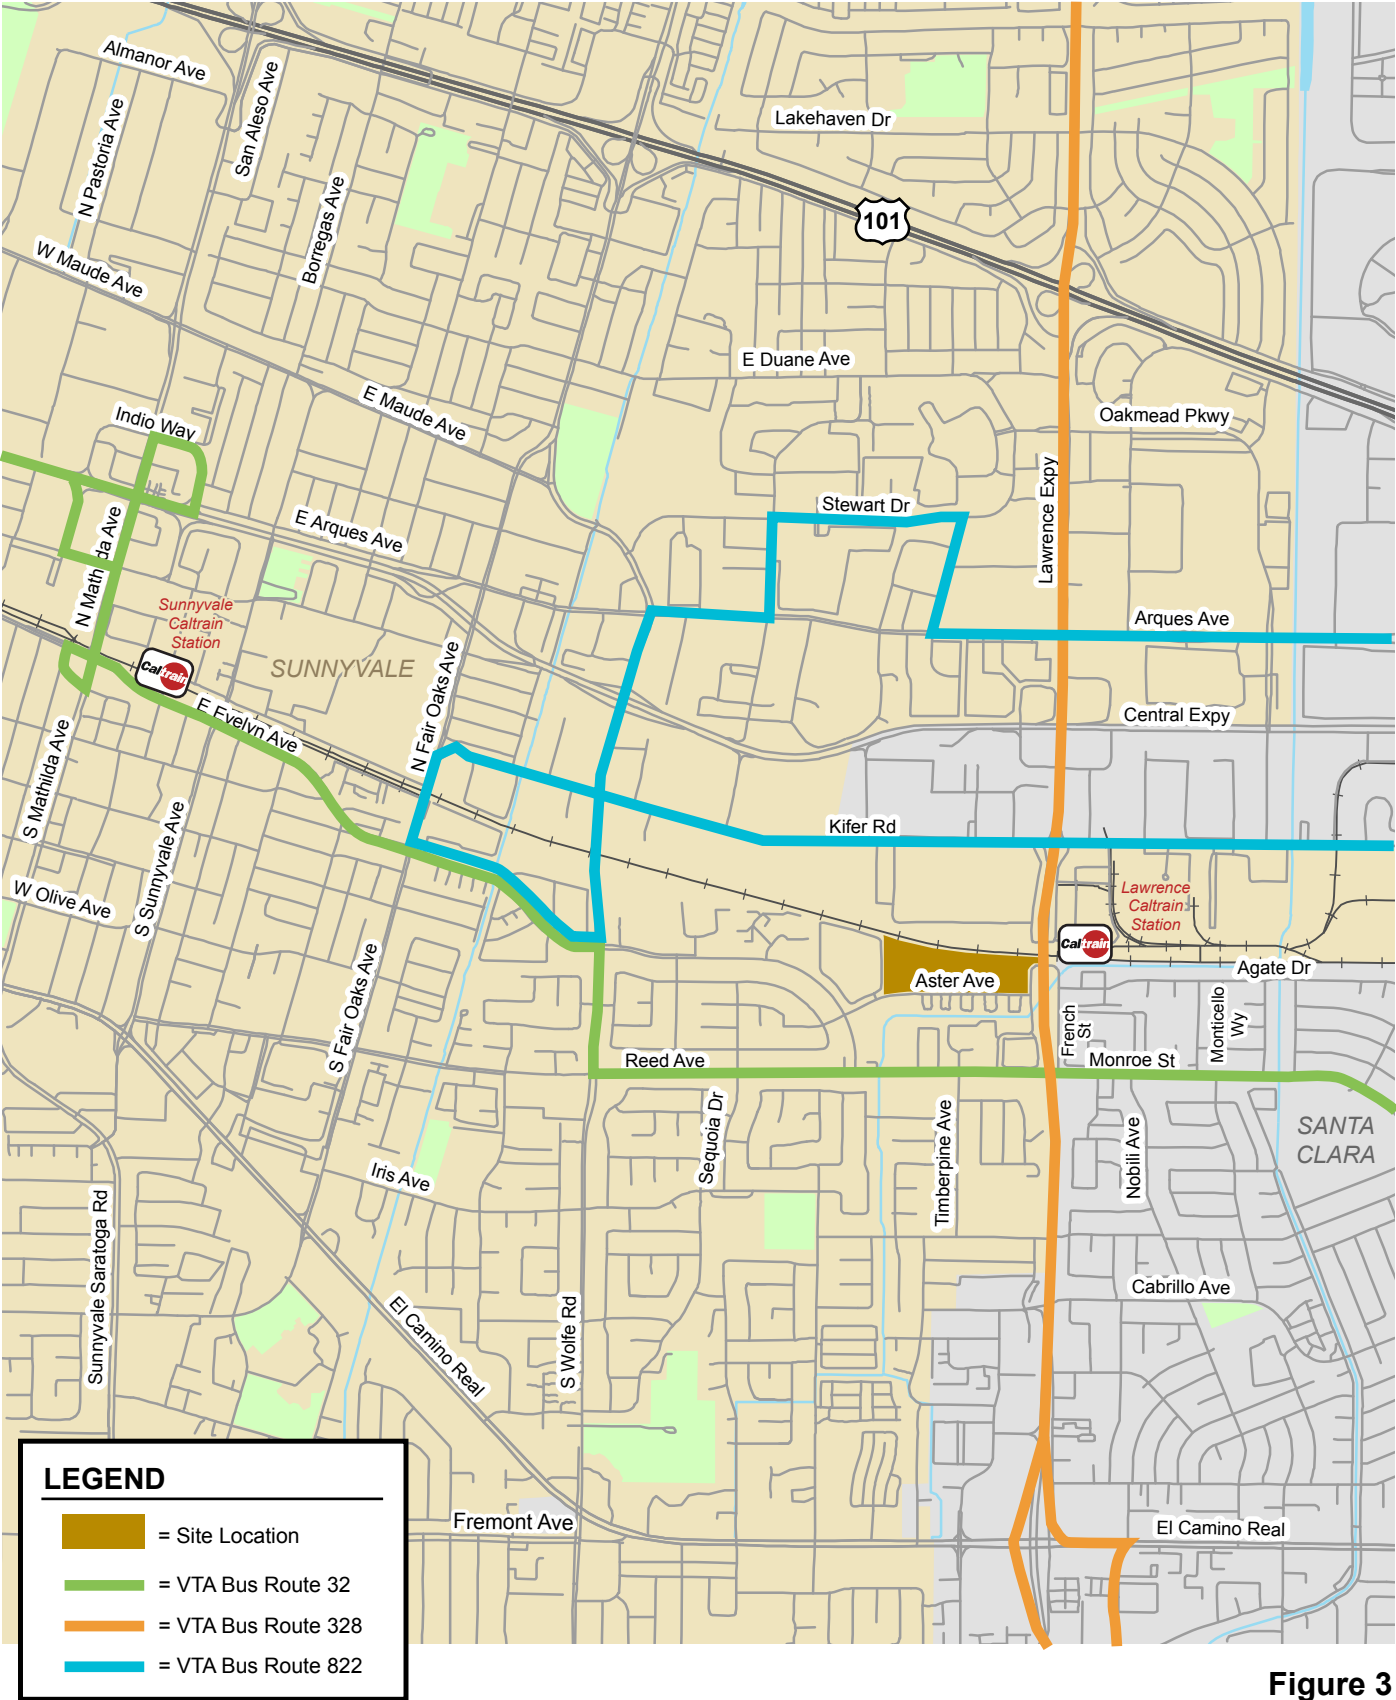 Almanor Ave
San Aleso Ave
N Pastoria Ave
Lakehaven Dr
Borregas Ave
101
W Maude Ave
E Duane Ave
E Maude Ave
Indio Way
Oakmead Pkwy
Lawrence Expy
Stewart Dr
E Arques Ave
N Mathilda Ave
Sunnyvale
Caltrain
Station
Arques Ave
SUNNYVALE
Caltrain
N Fair Oaks Ave
E Evelyn Ave
Central Expy
S Mathilda Ave
S Sunnyvale Ave
Kifer Rd
W Olive Ave
Lawrence
Caltrain
Station
Caltrain
Agate Dr
Aster Ave
S Fair Oaks Ave
French
St
Monticello
Wy
Reed Ave
Monroe St
Sequoia Dr
Timberpine Ave
Nobili Ave
SANTA
CLARA
Iris Ave
Sunnyvale Saratoga Rd
Cabrillo Ave
El Camino Real
S Wolfe Rd
Fremont Ave
El Camino Real
LEGEND
= Site Location
= VTA Bus Route 32
= VTA Bus Route 328
= VTA Bus Route 822
Figure 3